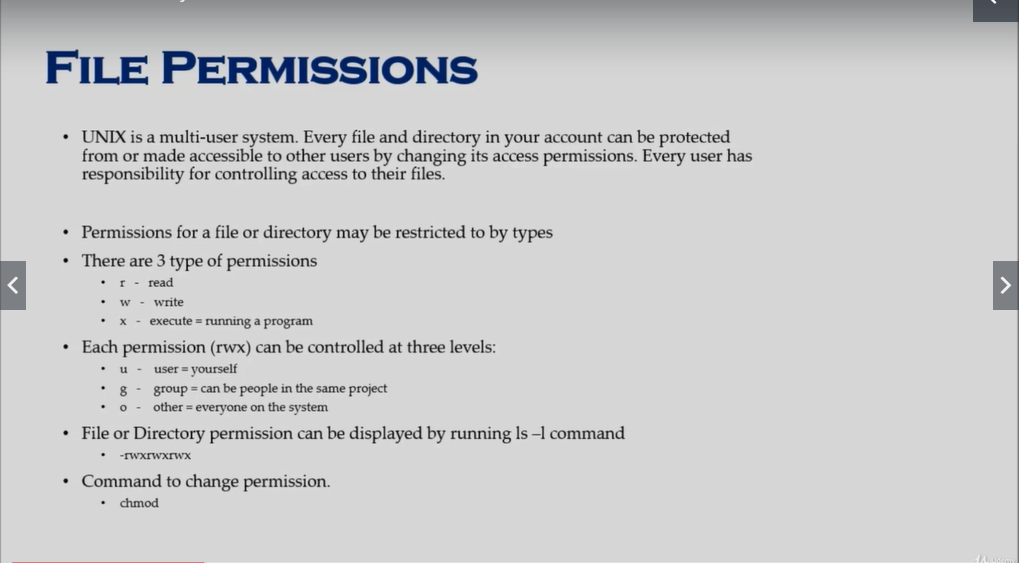 FILE PERMISSIONS
• UNIX is a multi-user system. Every file and directory in your account can be protected
from or made accessible to other users by changing its access permissions. Every user has
responsibility for controlling access to their files.
• Permissions for a file or directory may be restricted to by types
• There are 3 type of permissions
• r - read
• w - write
• x - execute = running a program
• Each permission (rwx) can be controlled at three levels:
• u - user = yourself
• g - group = can be people in the same project
• o - other = everyone on the system
• File or Directory permission can be displayed by running ls –l command
• -rwxrwxrwx
• Command to change permission.
• chmod